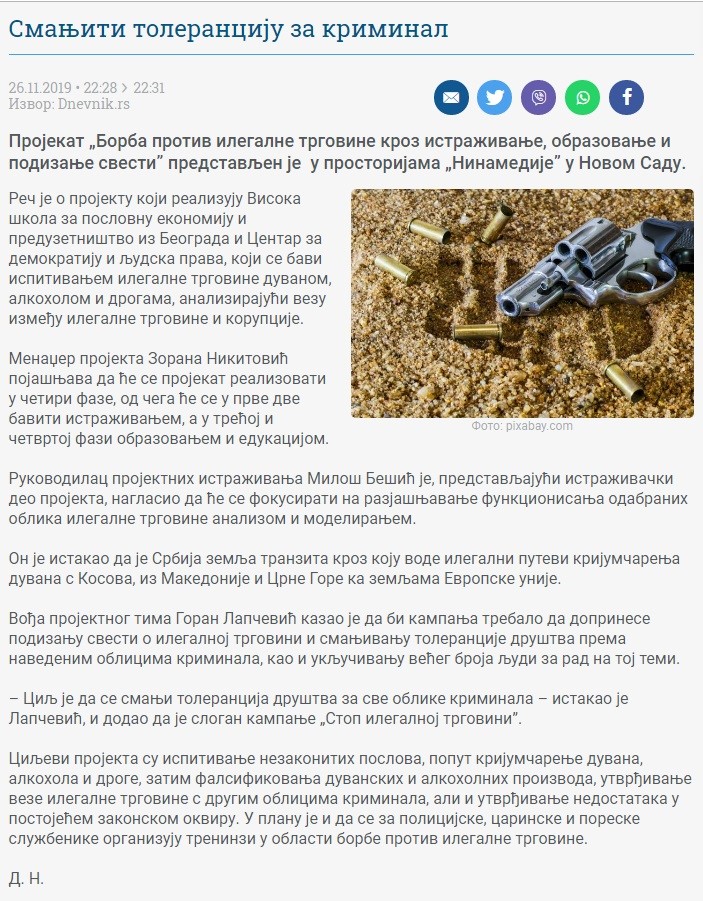 Смањити толеранцију за криминал
26.11.2019 • 22:28 > 22:31
Извор: Dnevnik.rs
Пројекат „Борба против илегалне трговине кроз истраживање, образовање и
подизање свести” представљен је у просторијама „Нинамедије” у Новом Саду.
Реч је о пројекту који реализују Висока
школа за пословну економију и
предузетништво из Београда и Центар за
демократију и људска права, који се бави
испитивањем илегалне трговине дуваном,
алкохолом и дрогама, анализирајући везу
између илегалне трговине и корупције.
Фото: pixabay.com
Менаџер пројекта Зорана Никитовић
појашњава да ће се пројекат реализовати
у четири фазе, од чега ће се у прве две
бавити истраживањем, а у трећој и
четвртој фази образовањем и едукацијом.
Руководилац пројектних истраживања Милош Бешић је, представљајући истраживачки
део пројекта, нагласио да ће се фокусирати на разјашњавање функционисања одабраних
облика илегалне трговине анализом и моделирањем.
Он је истакао да је Србија земља транзита кроз коју воде илегални путеви кријумчарења
дувана с Косова, из Македоније и Црне Горе ка земљама Европске уније.
Вођа пројектног тима Горан Лапчевић казао је да би кампања требало да допринесе
подизању свести о илегалној трговини и смањивању толеранције друштва према
наведеним облицима криминала, као и укључивању већег броја људи за рад на тој теми.
– Циљ је да се смањи толеранција друштва за све облике криминала – истакао је
Лапчевић, и додао да је слоган кампање „Стоп илегалној трговини”.
Циљеви пројекта су испитивање незаконитих послова, попут кријумчарење дувана,
алкохола и дроге, затим фалсификовања дуванских и алкохолних производа, утврђивање
везе илегалне трговине с другим облицима криминала, али и утврђивање недостатака у
постојећем законском оквиру. У плану је и да се за полицијске, царинске и пореске
службенике организују тренинзи у области борбе против илегалне трговине.
Д. Н.